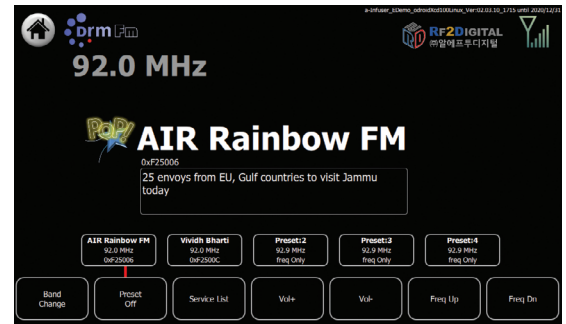 a-Infuser_bDemo_odroidXcd100Linux_Ver:02.03.10_1715 until 2020/12/31
Drm Fm
RF2DIGITAL
㈜알에프투디지털
92.0 MHz
POP!
AIR Rainbow FM
0xF25006
25 envoys from EU, Gulf countries to visit Jammu
today
AIR Rainbow FM
92.0 MHz
0xF25006
Vividh Bharti
92.0 MHz
0xF2500C
Preset:2
92.9 MHz
freq Only
Preset:3
92.9 MHz
freq Only
Preset:4
92.9 MHz
freq Only
Band
Change
Preset
Off
Service List
Vol+
Vol-
Freq Up
Freq Dn